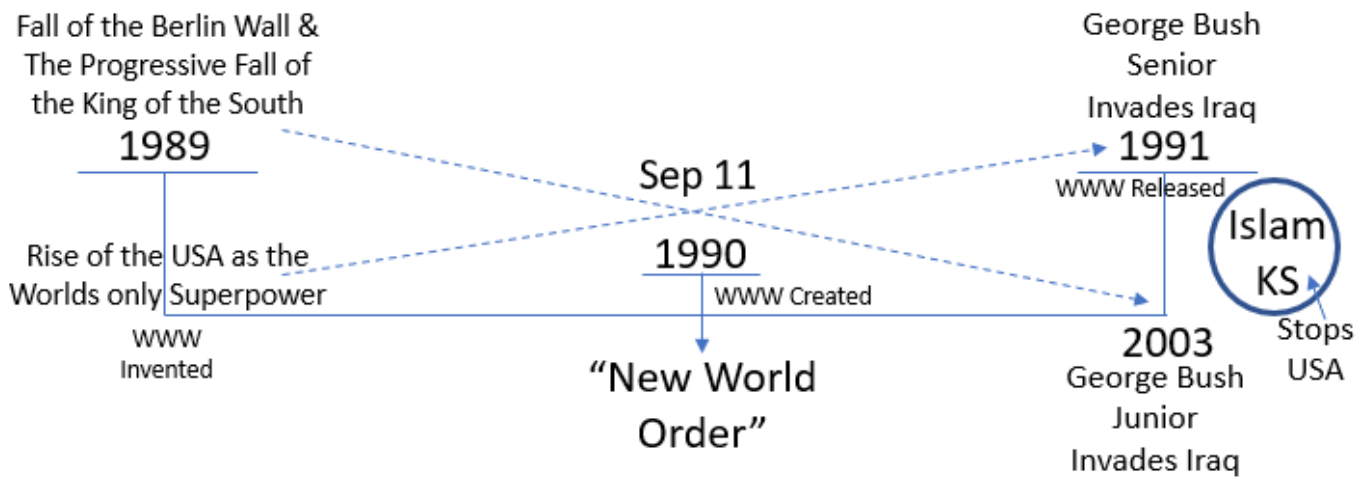 Fall of the Berlin Wall &
The Progressive Fall of
the King of the South
1989
Rise of the USA as the
Worlds only Superpower
WWW
Invented
Sep 11
1990
WWW Created
“New World
Order”
George Bush
Senior
Invades Iraq
1991
WWW Released
Islam
KS
Stops
USA
2003
George Bush
Junior
Invades Iraq